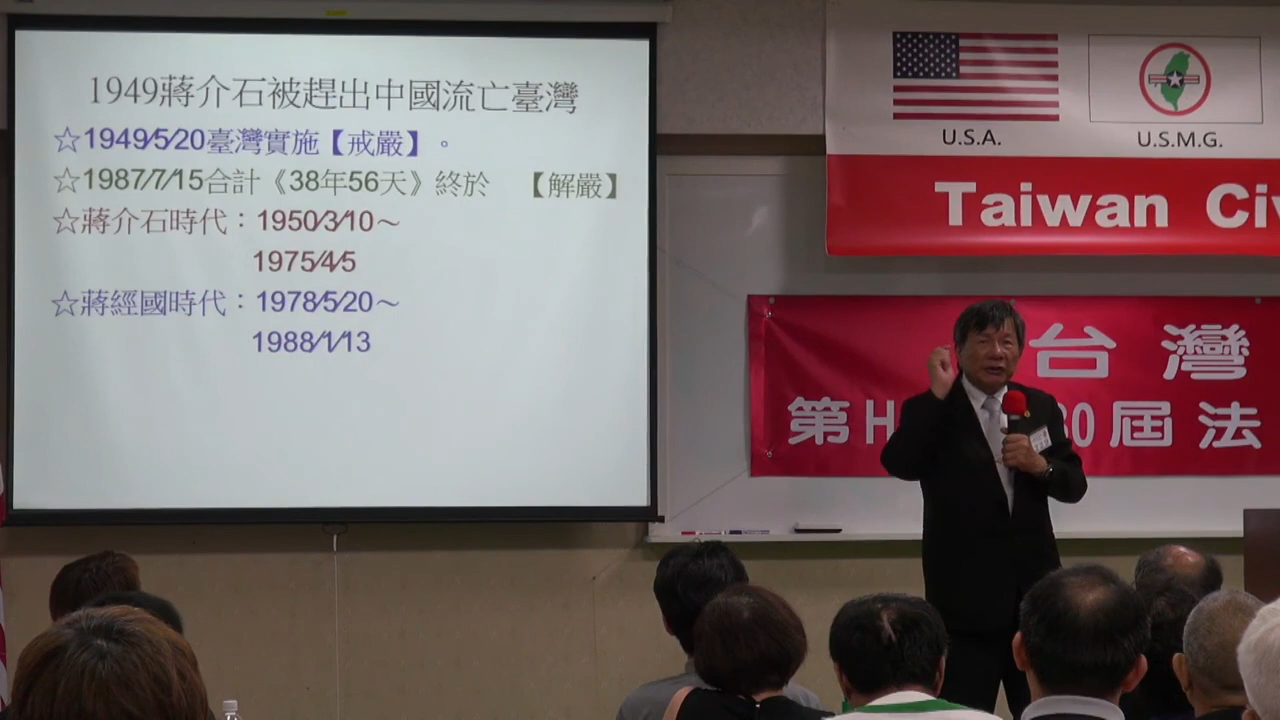 1949蔣介石被趕出中國流亡臺灣
☆1949/5/20臺灣實施【戒嚴】。
☆1987/7/15合計《38年56天》終於 【解嚴】
☆蔣介石時代：1950/3/10～
1975/4/5
☆蔣經國時代：1978/5/20～
1988/1/13
U.S.A.
U.S.M.G.
Taiwan
台灣
第H 30屆法